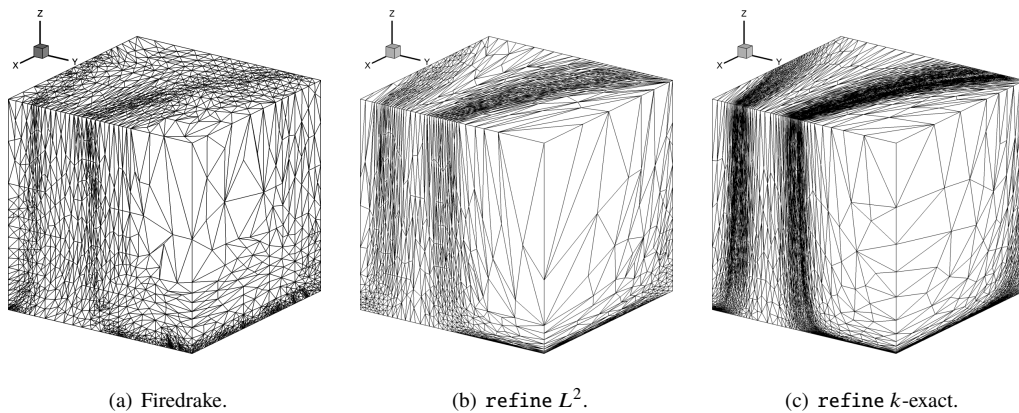 Z
X
Y
Z
X
Y
Z
X
Y
(a) Firedrake.
(b) refine L².
(c) refine k-exact.